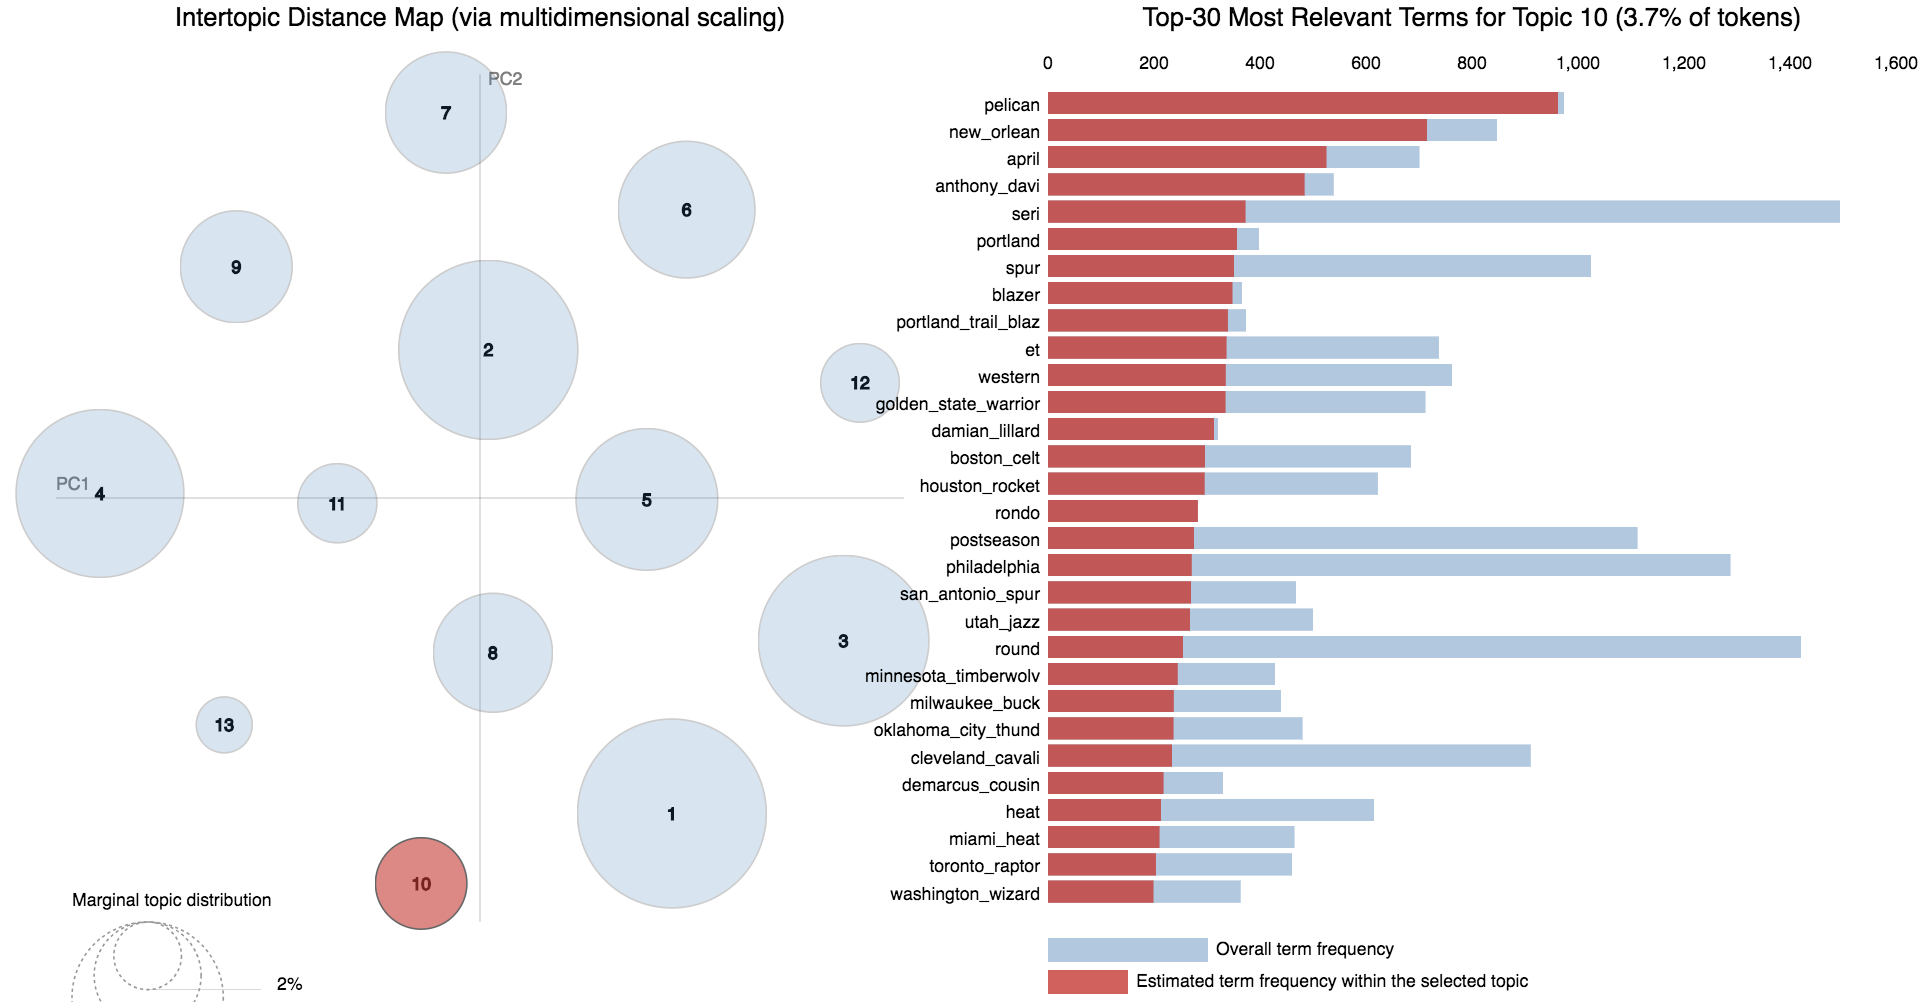 Intertopic Distance Map (via multidimensional scaling)
PC2
7
6
9
2
12
PC1
4
11
5
3
8
13
1
10
Marginal topic distribution
2%
Top-30 Most Relevant Terms for Topic 10 (3.7% of tokens)
0 200 400 600 800 1,000 1,200 1,400 1,600
pelican
new_orlean
april
anthony_davi
seri
portland
spur
blazer
portland_trail_blaz
et
western
golden_state_warrior
damian_lillard
boston_celt
houston_rocket
rondo
postseason
philadelphia
san_antonio_spur
utah_jazz
round
minnesota_timberwolv
milwaukee_buck
oklahoma_city_thund
cleveland_cavali
demarcus_cousin
heat
miami_heat
toronto_raptor
washington_wizard
Overall term frequency
Estimated term frequency within the selected topic